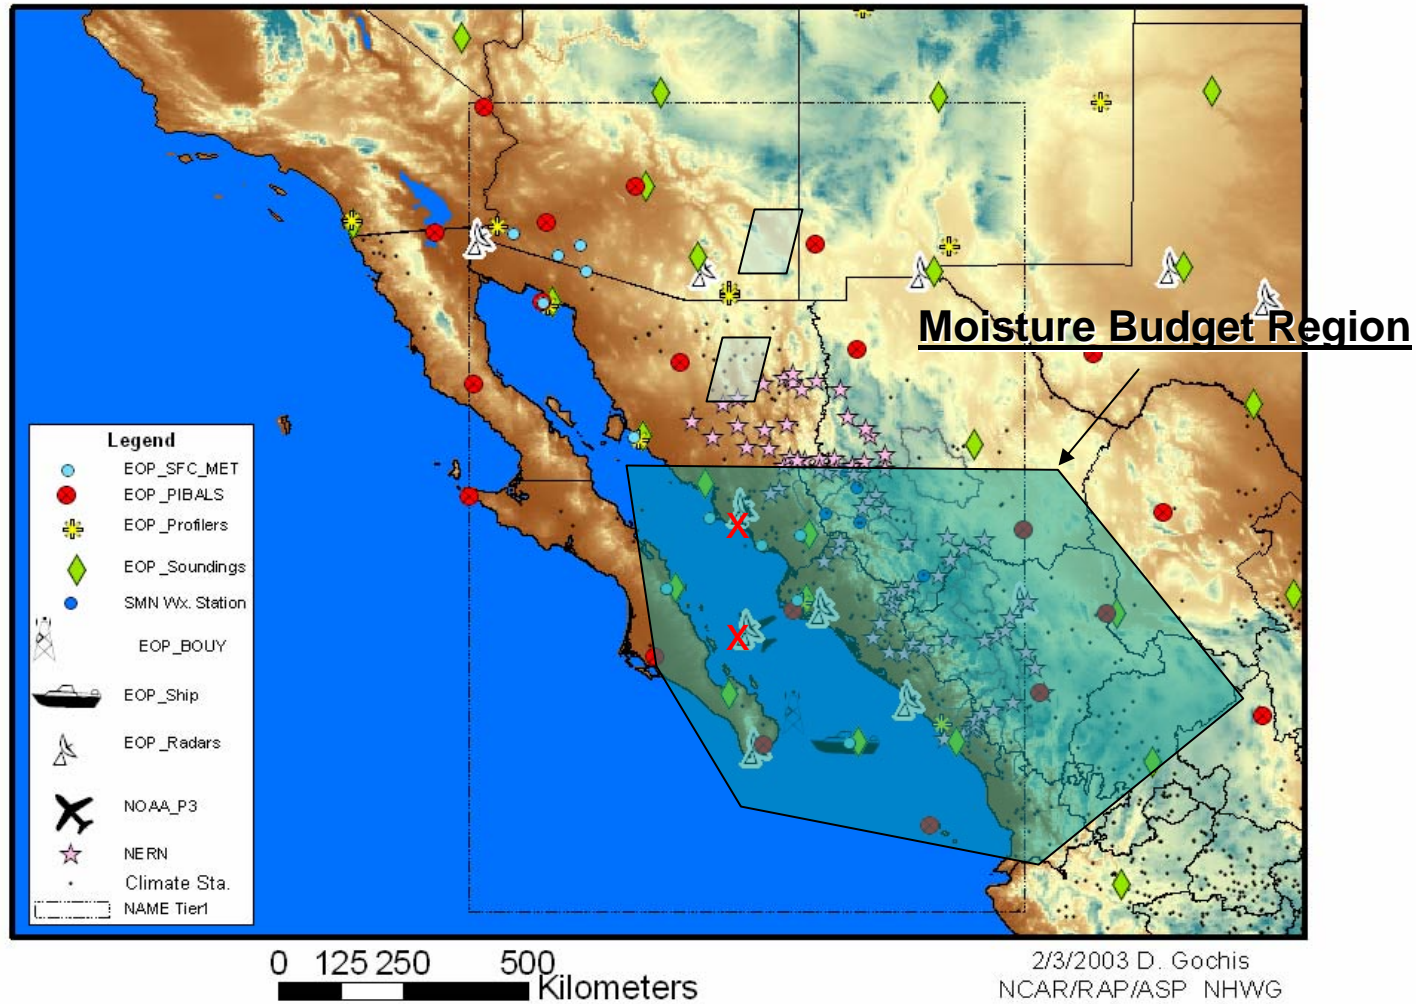 Moisture Budget Region
Legend
EOP_SFC_MET
EOP_PIBALS
EOP_Profilers
EOP_Soundings
SMN Wx. Station
EOP_BOUY
EOP_Ship
EOP_Radars
NOAA_P3
NERN
Climate Sta.
NAME Tier1
X
X
0 125 250 500
Kilometers
2/3/2003 D. Gochis
NCAR/RAP/ASP NHWG